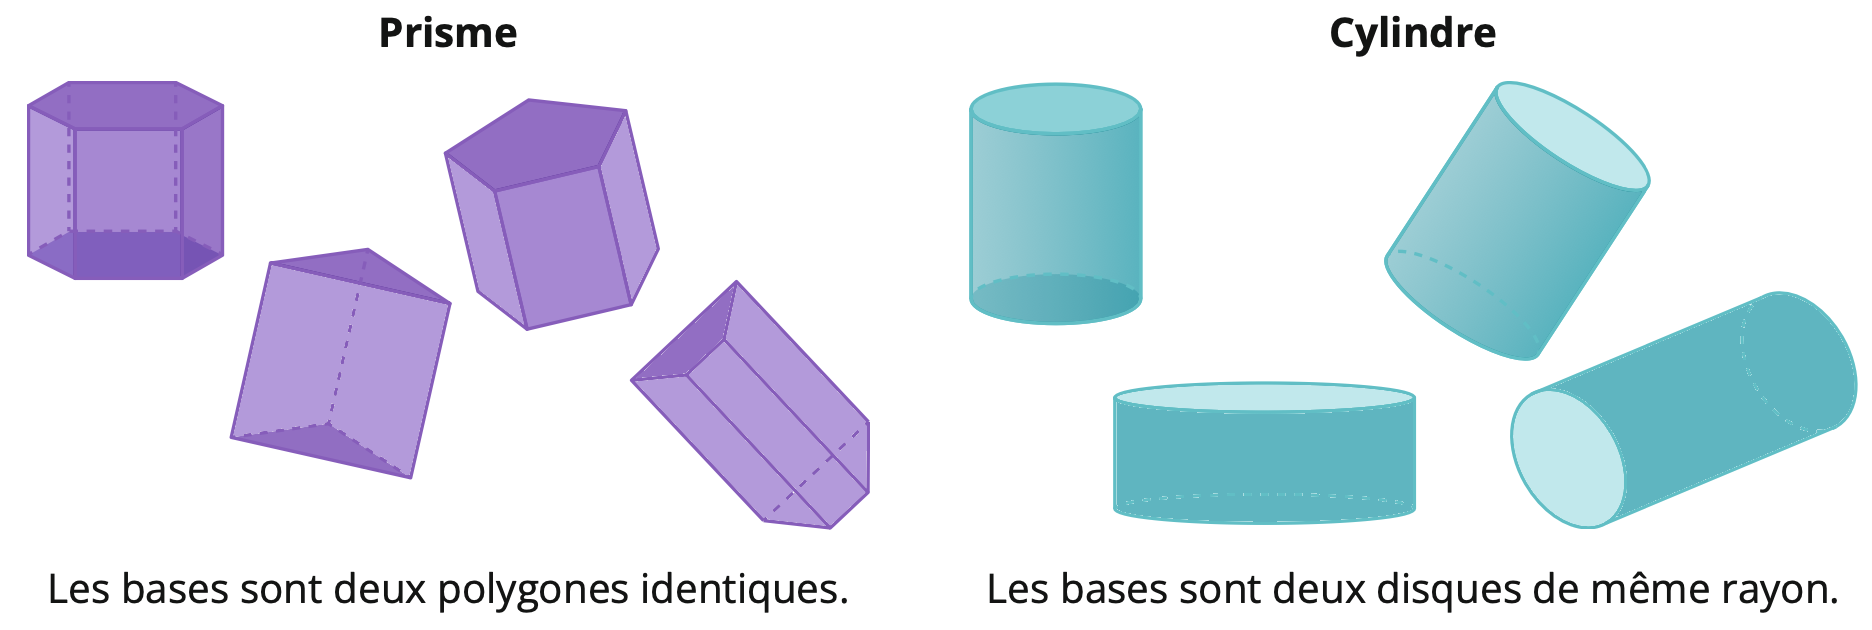 Prisme
Cylindre
Les bases sont deux polygones identiques.
Les bases sont deux disques de même rayon.